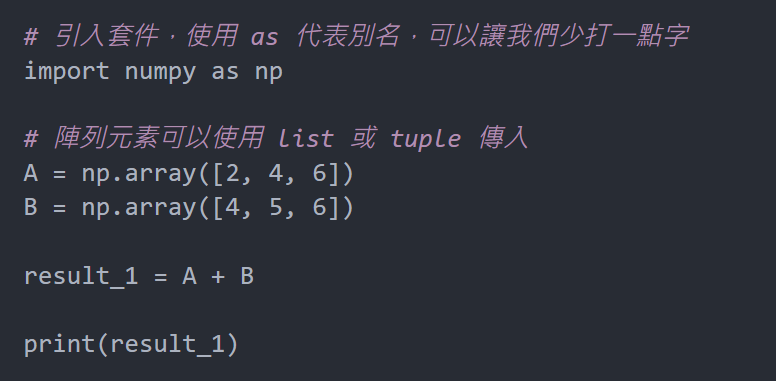 # 引入套件，使用 as 代表別名，可以讓我們少打一點字
import numpy as np
# 陣列元素可以使用 list 或 tuple 傳入
A = np.array([2, 4, 6])
B = np.array([4, 5, 6])
result_1 = A + B
print(result_1)